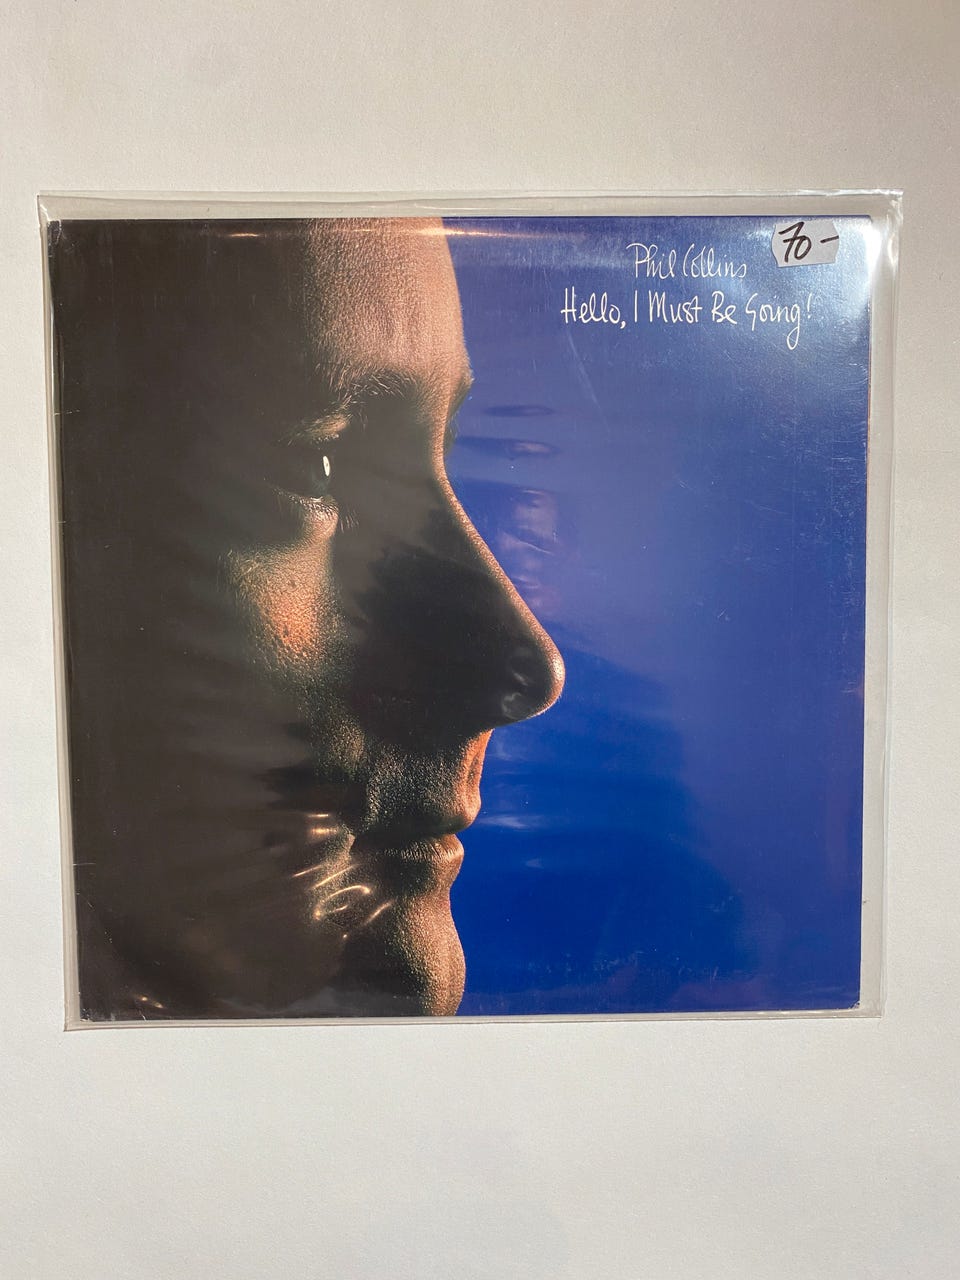 70-
Phil Collins
Hello, I Must Be Going!